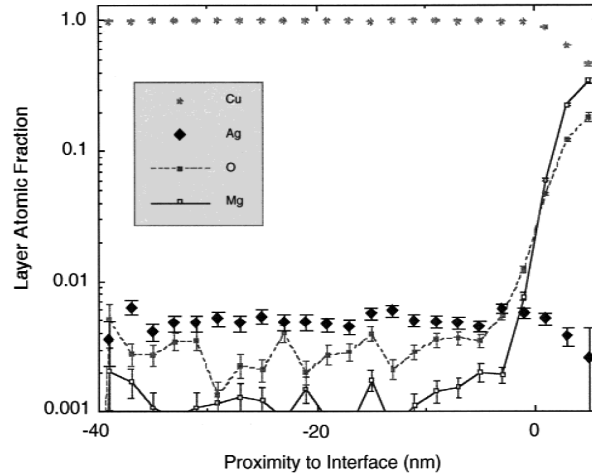 1.0
0.1
0.01
0.001
Layer Atomic Fraction
Cu
Ag
O
Mg
-40
-20
0
Proximity to Interface (nm)